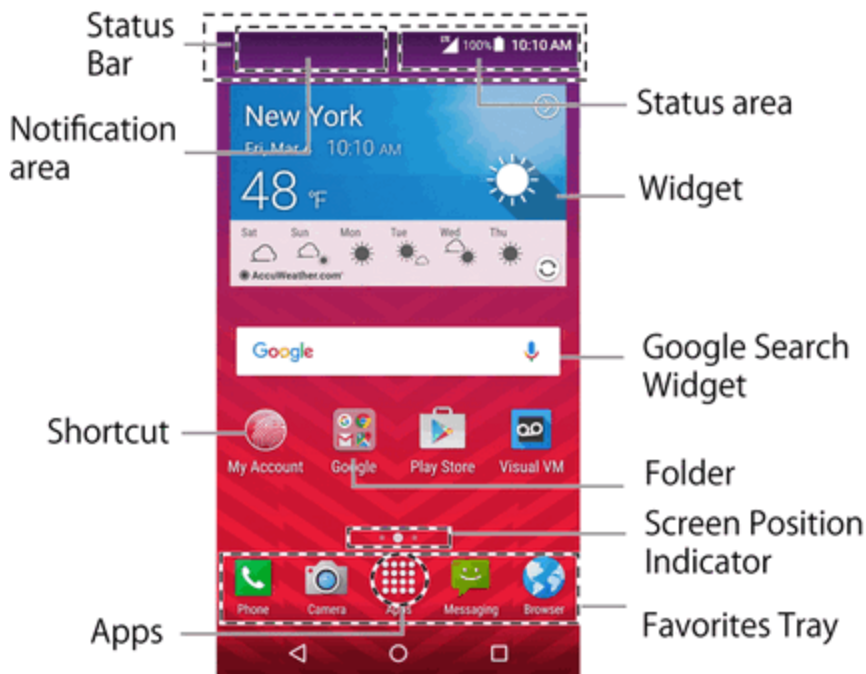 Status
Bar
LTE 100% 10:10 AM
Status area
Notification
area
New York
Fri, Mar 10:10 AM
48 °F
Widget
Sat Sun Mon Tue Wed Thu
AccuWeather.com
Google
Google Search
Widget
Shortcut
My Account Google Play Store Visual VM
Folder
Screen Position
Indicator
Phone Camera Apps Messaging Browser
Favorites Tray
Apps